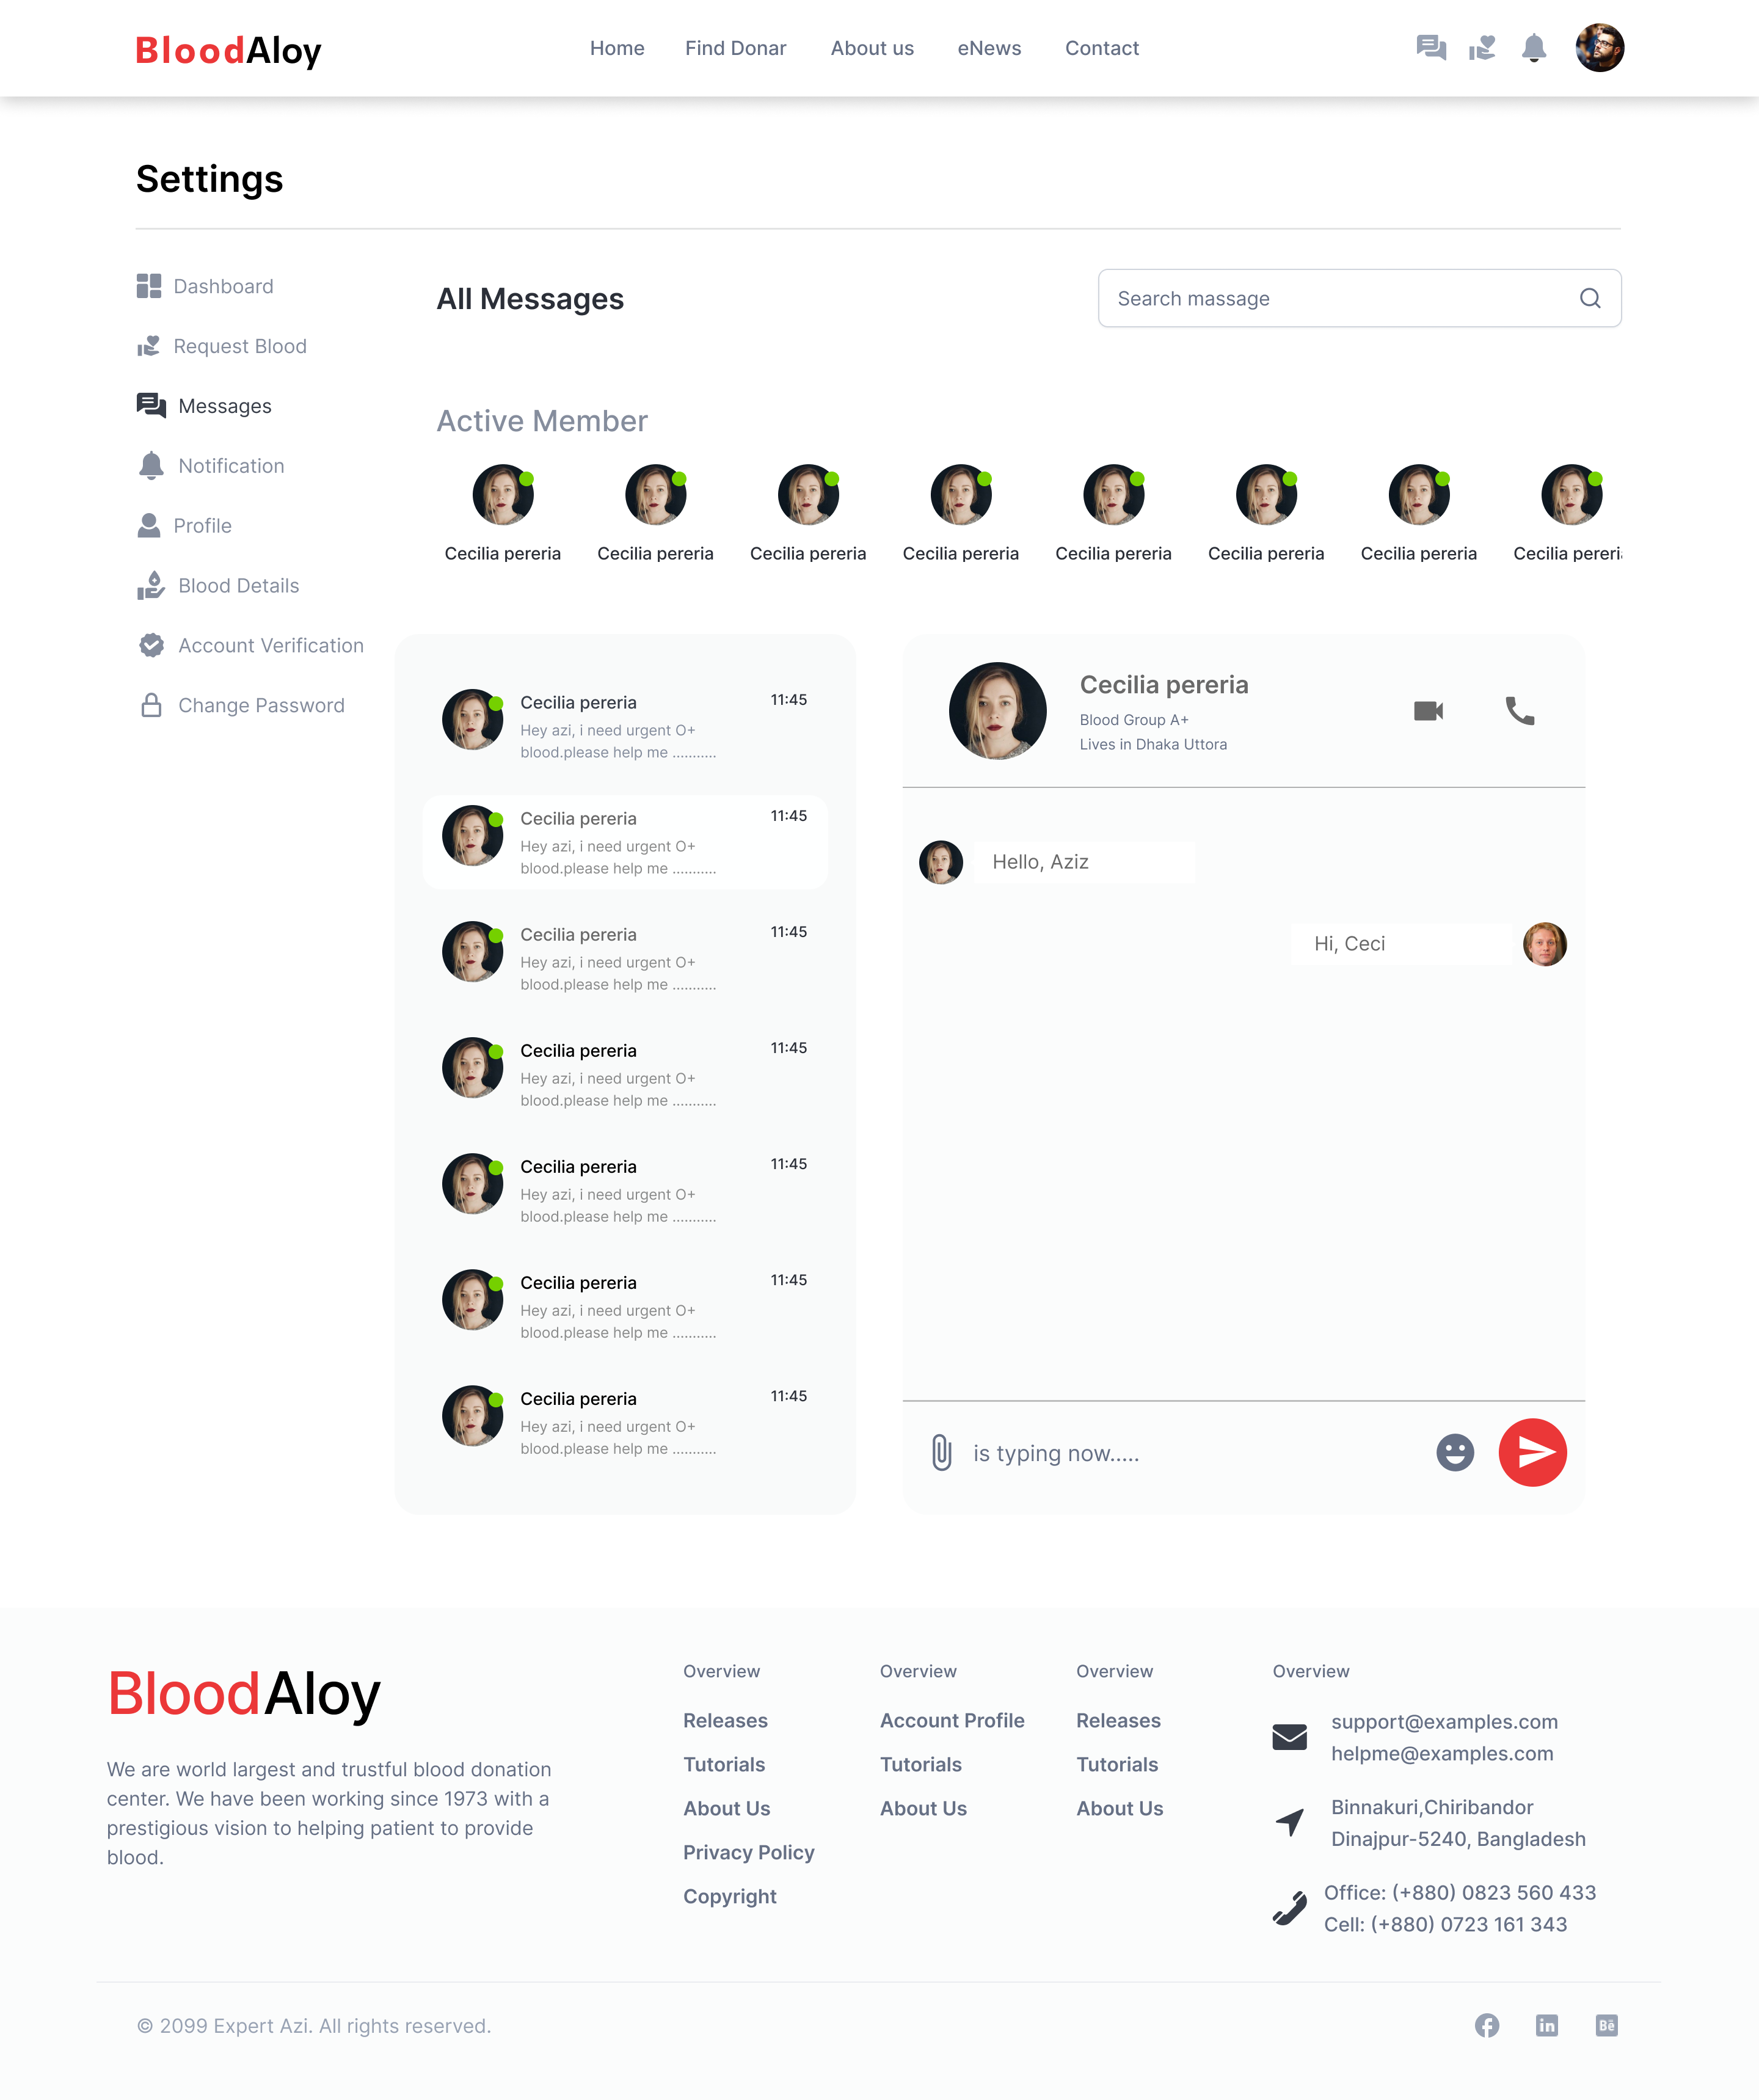 BloodAloy
Home Find Donar About us eNews Contact
Settings
Dashboard
Request Blood
Messages
Notification
Profile
Blood Details
Account Verification
Change Password
All Messages
Search massage
Active Member
Cecilia pereria Cecilia pereria Cecilia pereria Cecilia pereria Cecilia pereria Cecilia pereria Cecilia pereria Cecilia pereri
Cecilia pereria 11:45
Hey azi, i need urgent O+
blood.please help me ...........
Cecilia pereria 11:45
Hey azi, i need urgent O+
blood.please help me ...........
Cecilia pereria 11:45
Hey azi, i need urgent O+
blood.please help me ...........
Cecilia pereria 11:45
Hey azi, i need urgent O+
blood.please help me ...........
Cecilia pereria 11:45
Hey azi, i need urgent O+
blood.please help me ...........
Cecilia pereria 11:45
Hey azi, i need urgent O+
blood.please help me ...........
Cecilia pereria 11:45
Hey azi, i need urgent O+
blood.please help me ...........
Cecilia pereria
Blood Group A+
Lives in Dhaka Uttora
Hello, Aziz
Hi, Ceci
is typing now.....
BloodAloy
We are world largest and trustful blood donation
center. We have been working since 1973 with a
prestigious vision to helping patient to provide
blood.
Overview
Releases
Tutorials
About Us
Privacy Policy
Copyright
Overview
Account Profile
Tutorials
About Us
Overview
Releases
Tutorials
About Us
Overview
support@examples.com
helpme@examples.com
Binnakuri,Chiribandor
Dinajpur-5240, Bangladesh
Office: (+880) 0823 560 433
Cell: (+880) 0723 161 343
© 2099 Expert Azi. All rights reserved.
in
Bē